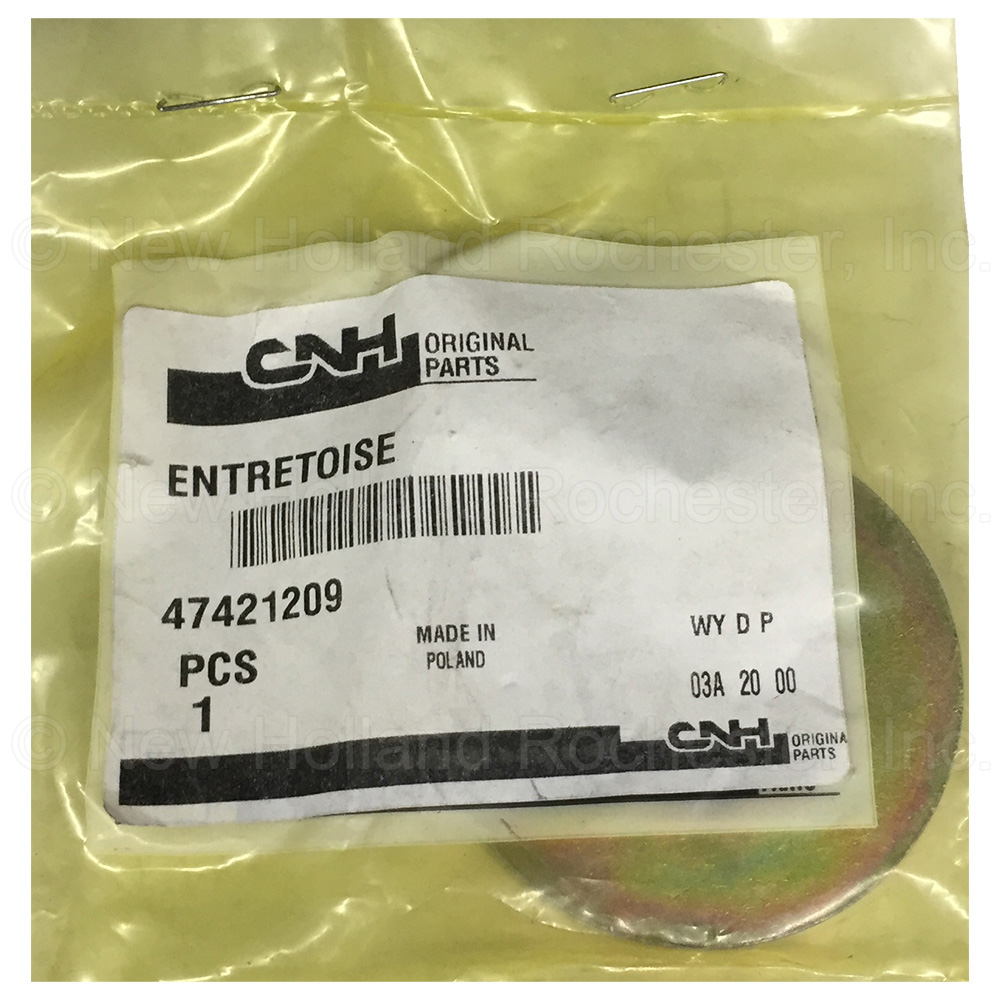 © New Holland Rochester, Inc.
CNH ORIGINAL
PARTS
ENTRETOISE
© New Holland Rochester, Inc.
47421209
PCS
1
MADE IN
POLAND
WY D P
03A 20 00
© New Holland Rochester, Inc.
CNH ORIGINA
PARTS